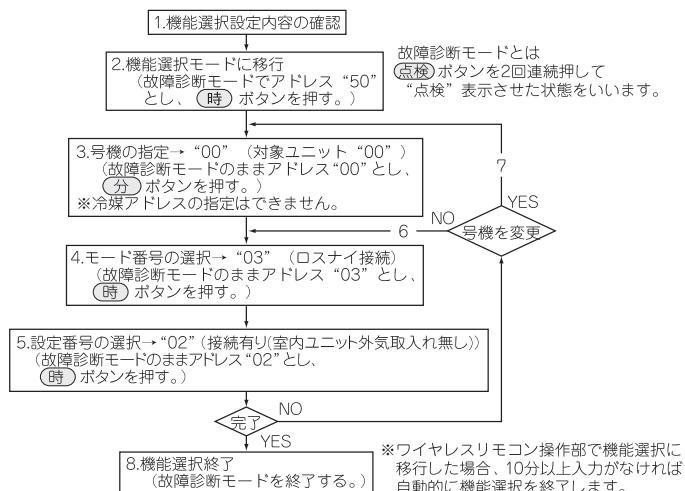 1.機能選択設定内容の確認
2.機能選択モードに移行
(故障診断モードでアドレス“50”
とし、 時 ボタンを押す。)
故障診断モードとは
点検 ボタンを2回連続押して
“点検”表示させた状態をいいます。
3.号機の指定→“00”(対象ユニット“00”)
(故障診断モードのままアドレス“00”とし、
分 ボタンを押す。)
※冷媒アドレスの指定はできません。
7
YES
NO
6
号機を変更
4.モード番号の選択→“03”(ロスナイ接続)
(故障診断モードのままアドレス“03”とし、
時 ボタンを押す。)
5.設定番号の選択→“02”(接続有り(室内ユニット外気取入れ無し))
(故障診断モードのままアドレス“02”とし、
時 ボタンを押す。)
完了
NO
YES
8.機能選択終了
(故障診断モードを終了する。)
※ワイヤレスリモコン操作部で機能選択に
移行した場合、10分以上入力がなければ
自動的に機能選択を終了します。